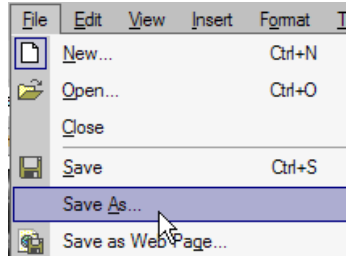 File Edit View Insert Format T
New... Ctrl+N
Open... Ctrl+O
Close
Save Ctrl+S
Save As...
Save as Web Page...